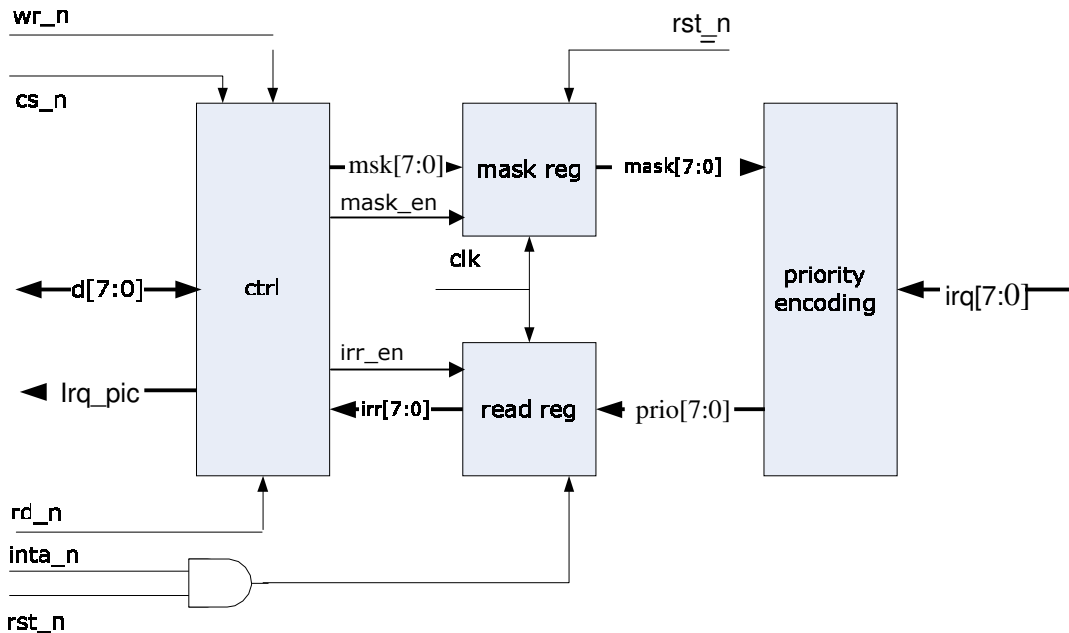 wr_n
rst_n
cs_n
msk[7:0]
mask reg
mask[7:0]
mask_en
clk
d[7:0]
ctrl
priority
encoding
irq[7:0]
irr_en
Irq_pic
irr[7:0]
read reg
prio[7:0]
rd_n
inta_n
rst_n